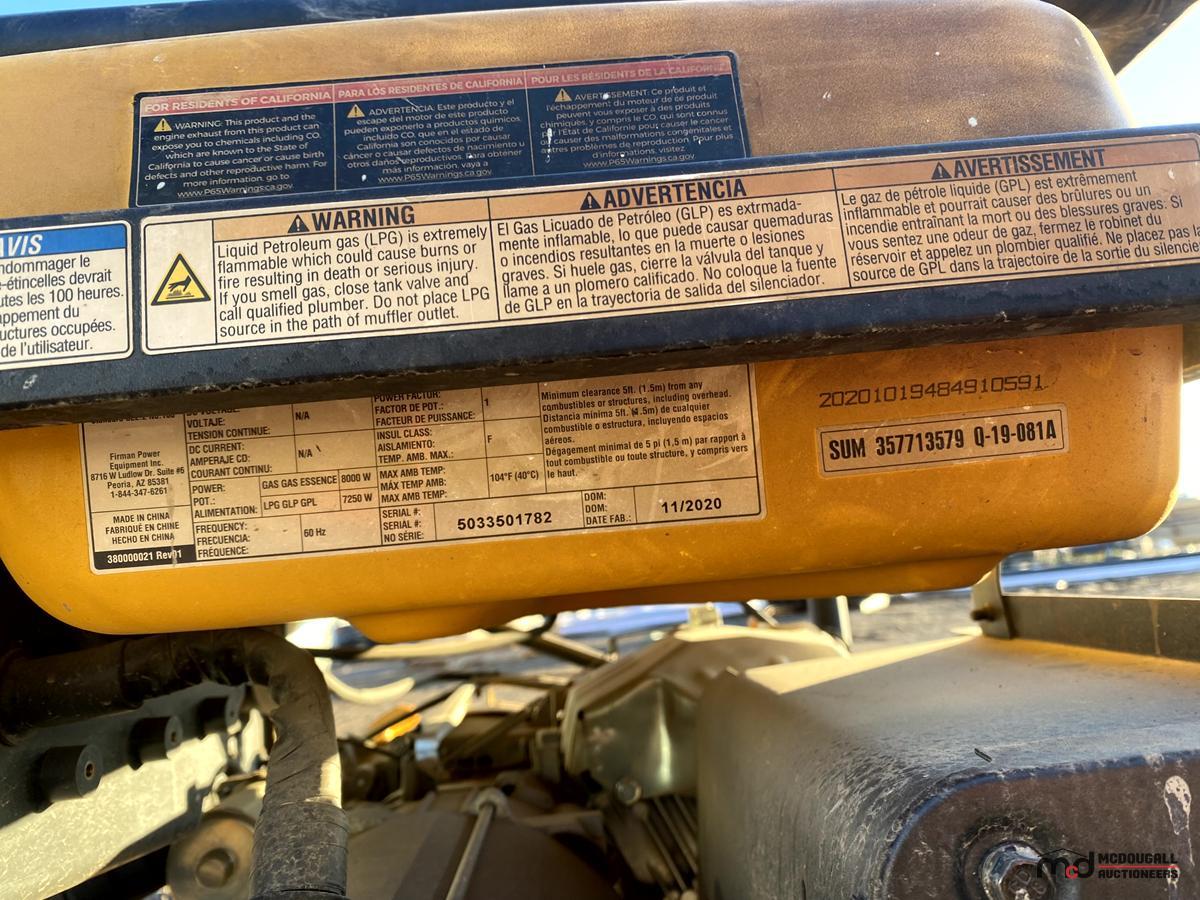 FOR RESIDENTS OF CALIFORNIA
WARNING: This product and the
engine exhaust from this product can
expose you to chemicals including CO,
which are known to the State of
California to cause cancer or cause birth
defects and other reproductive harm. For
more information, go to
www.P65Warnings.ca.gov
PARA LOS RESIDENTES DE CALIFORNIA
ADVERTENCIA: Este producto y el
escape del motor de este producto
pueden exponerlo a productos químicos,
incluido CO, que en el estado de
California son conocidos por causar
cáncer o causar defectos de nacimiento u
otros daños reproductivos. Para obtener
más información, vaya a
www.P65Warnings.ca.gov
POUR LES RÉSIDENTS DE LA CALIFORNIE
AVERTISSEMENT: Ce produit et
l'échappement du moteur de ce produit
peuvent vous exposer à des produits
chimiques, y compris le CO, qui sont connus
par l'État de Californie pour causer le cancer
ou causer des malformations congénitales et
autres problèmes de reproduction. Pour plus
d'informations, visitez
www.P65Warnings.ca.gov
AVIS
ndommager le
-étincelles devrait
utes les 100 heures.
appement du
uctures occupées.
de l'utilisateur.
WARNING
Liquid Petroleum gas (LPG) is extremely
flammable which could cause burns or
fire resulting in death or serious injury.
If you smell gas, close tank valve and
call qualified plumber. Do not place LPG
source in the path of muffler outlet.
ADVERTENCIA
El Gas Licuado de Petróleo (GLP) es extrmada-
mente inflamable, lo que puede causar quemaduras
o incendios resultantes en la muerte o lesiones
graves. Si huele gas, cierre la válvula del tanque y
llame a un plomero calificado. No coloque la fuente
de GLP en la trayectoria de salida del silenciador.
AVERTISSEMENT
Le gaz de pétrole liquide (GPL) est extrêmement
inflammable et pourrait causer des brûlures ou un
incendie entraînant la mort ou des blessures graves. Si
vous sentez une odeur de gaz, fermez le robinet du
réservoir et appelez un plombier qualifié. Ne placez pas la
source de GPL dans la trajectoire de la sortie du silencie
Firman Power
Equipment Inc.
8716 W Ludlow Dr. Suite #6
Peoria, AZ 85381
1-844-347-6261
MADE IN CHINA
FABRIQUÉ EN CHINE
HECHO EN CHINA
380000021 Rev01
DC VOLTAGE:
VOLTAJE:
TENSION CONTINUE:
N/A
DC CURRENT:
AMPERAJE CD:
COURANT CONTINU:
N/A
POWER:
POT.:
ALIMENTATION:
GAS GAS ESSENCE 8000 W
LPG GLP GPL 7250 W
FREQUENCY:
FRECUENCIA:
FRÉQUENCE:
60 Hz
POWER FACTOR:
FACTOR DE POT.:
FACTEUR DE PUISSANCE:
1
INSUL CLASS:
AISLAMIENTO:
TEMP. AMB. MAX.:
F
MAX AMB TEMP:
MÁX TEMP AMB:
MAX AMB TEMP:
104°F (40°C)
SERIAL #:
SERIAL #:
NO SÉRIE:
5033501782
Minimum clearance 5ft. (1.5m) from any
combustibles or structures, including overhead.
Distancia mínima 5ft. (1.5m) de cualquier
combustible o estructura, incluyendo espacios
aéreos.
Dégagement minimal de 5 pi (1,5 m) par rapport à
tout combustible ou toute structure, y compris vers
le haut.
DOM:
DOM:
DATE FAB.:
11/2020
20201019484910591
SUM 357713579 Q-19-081A
md MCDOUGALL
AUCTIONEERS